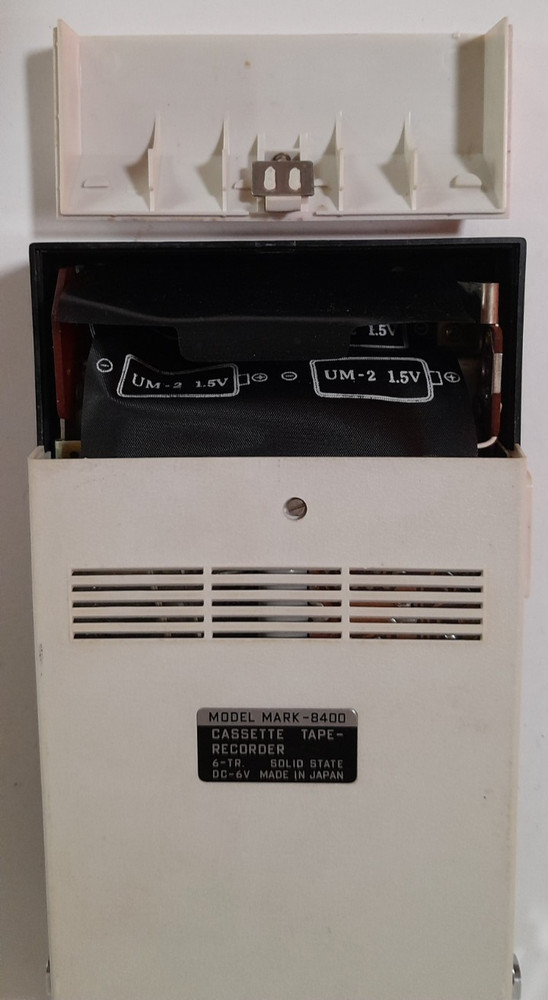 1.5V
⊖ UM-2 1.5V ⊕ ⊖ UM-2 1.5V ⊕
MODEL MARK-8400
CASSETTE TAPE-
RECORDER
6-TR. SOLID STATE
DC-6V MADE IN JAPAN